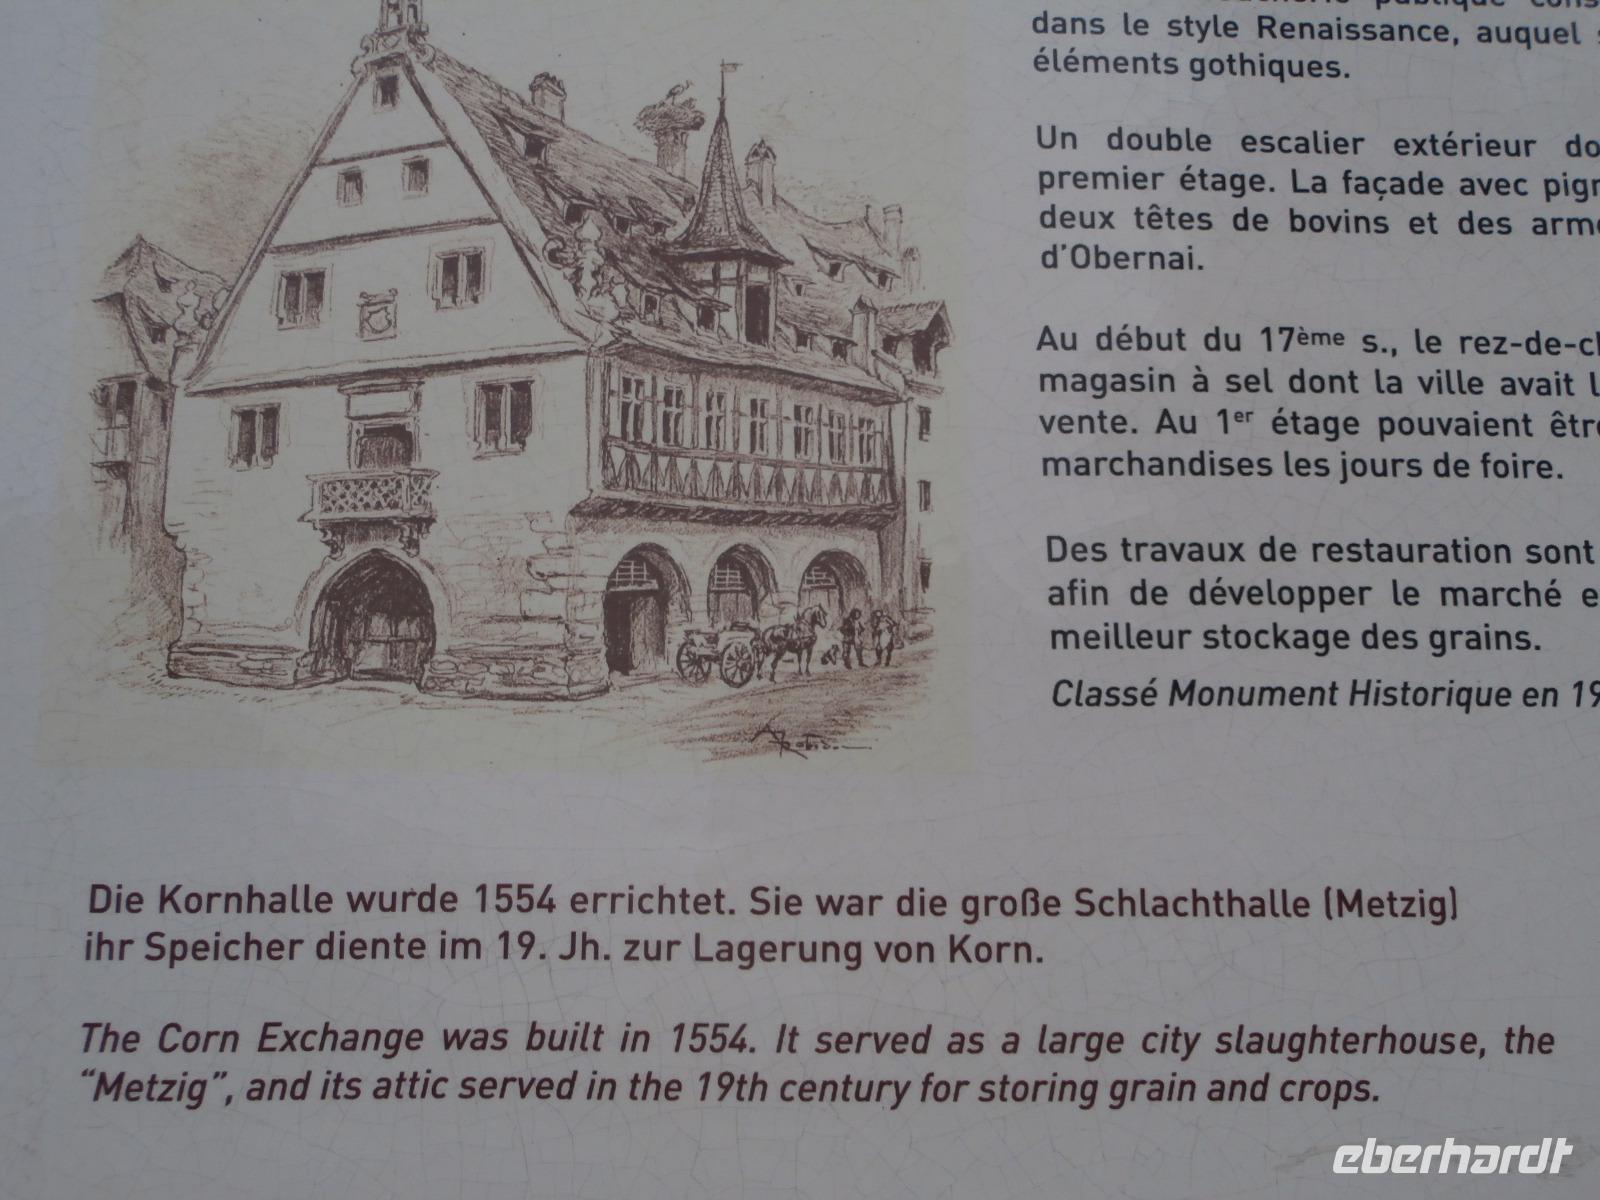 publique
dans le style Renaissance, auquel
éléments gothiques.
Un double escalier extérieur
premier étage. La façade avec
deux têtes de bovins et des
d'Obernai.
Au début du 17ème s., le
magasin à sel dont la ville avait
vente. Au 1er étage pouvaient
marchandises les jours de foire.
Des travaux de restauration sont
afin de développer le marché
meilleur stockage des grains.
Classé Monument Historique en
Die Kornhalle wurde 1554 errichtet. Sie war die große Schlachthalle (Metzig)
ihr Speicher diente im 19. Jh. zur Lagerung von Korn.
The Corn Exchange was built in 1554. It served as a large city slaughterhouse, the
“Metzig”, and its attic served in the 19th century for storing grain and crops.
eberhardt